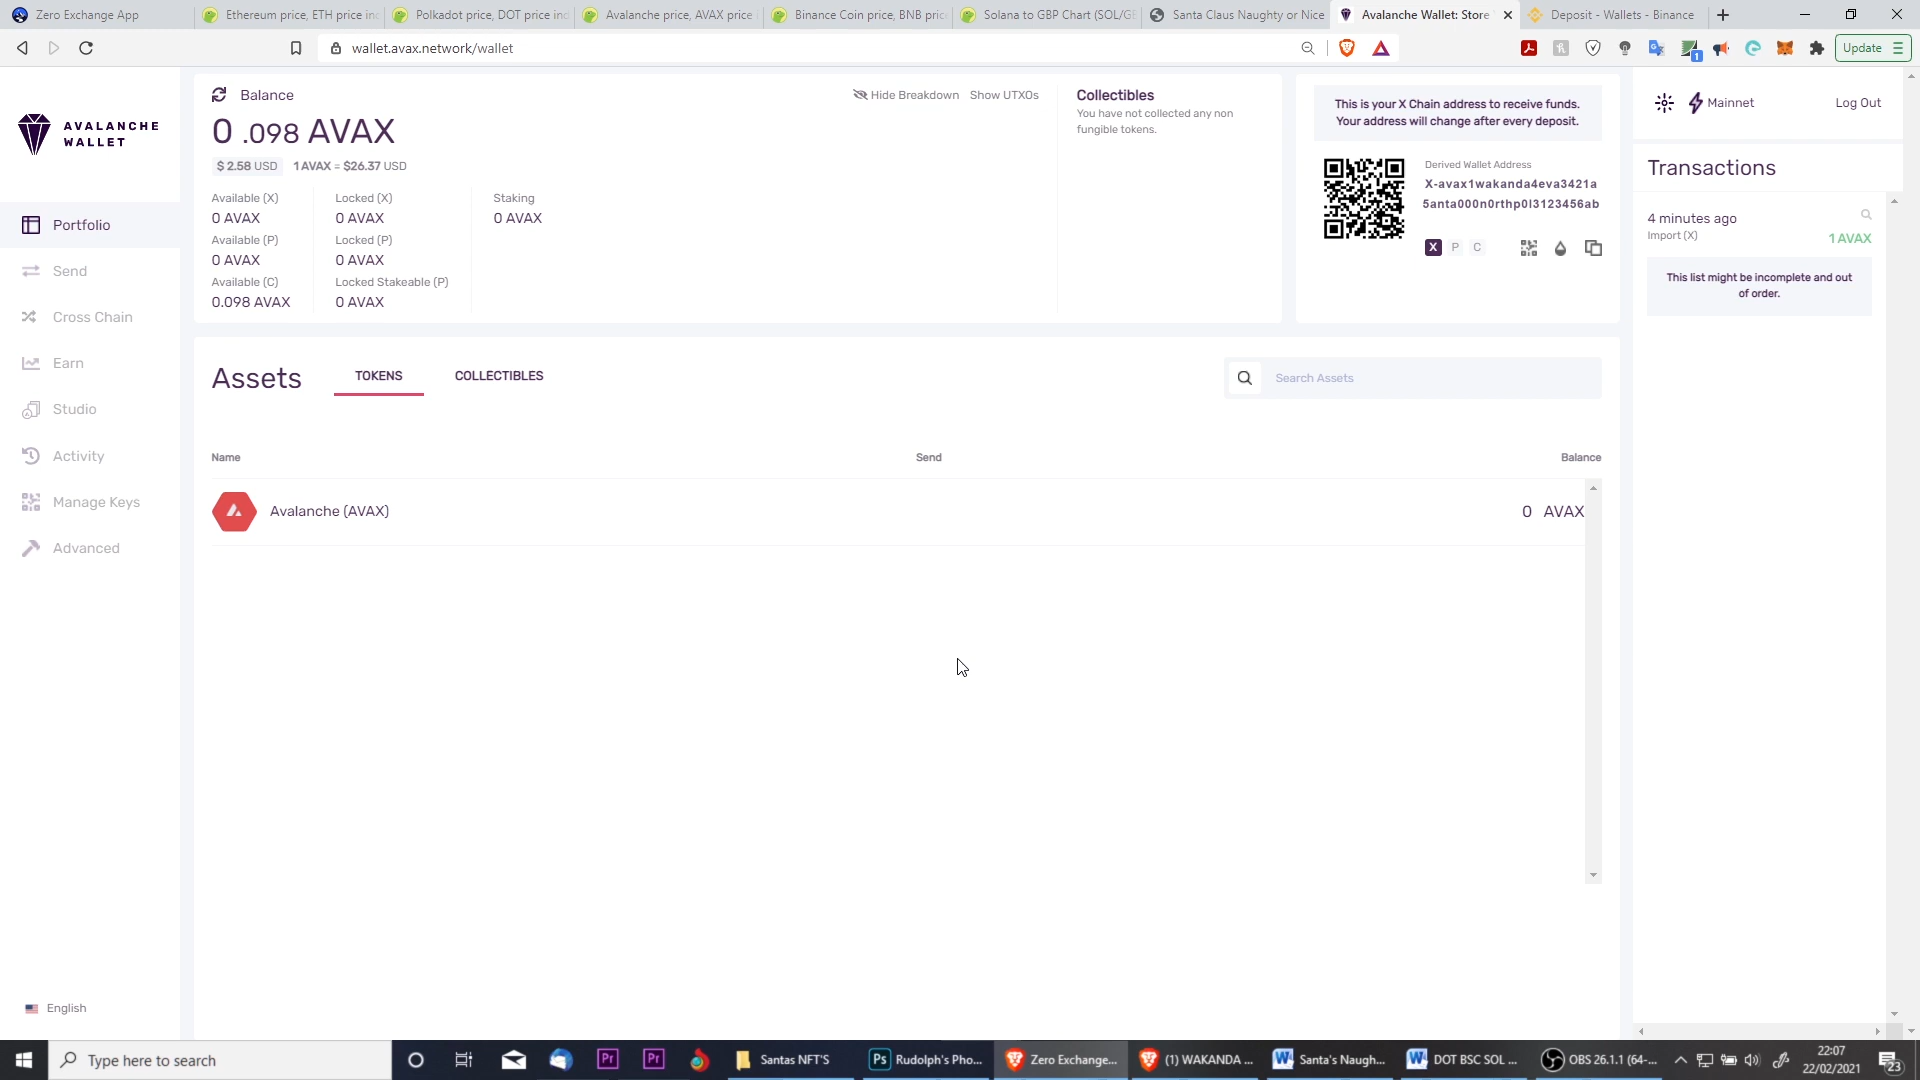 Zero Exchange App
Ethereum price, ETH price in
Polkadot price, DOT price ind
Avalanche price, AVAX price
Binance Coin price, BNB pric
Solana to GBP Chart (SOL/GB
Santa Claus Naughty or Nice
Avalanche Wallet: Store
Deposit - Wallets - Binance
wallet.avax.network/wallet
1
Update
AVALANCHE
WALLET
Portfolio
Send
Cross Chain
Earn
Studio
Activity
Manage Keys
Advanced
English
Balance
Hide Breakdown
Show UTXOs
0 .098 AVAX
$ 2.58 USD
1 AVAX = $26.37 USD
Available (X)
0 AVAX
Available (P)
0 AVAX
Available (C)
0.098 AVAX
Locked (X)
0 AVAX
Locked (P)
0 AVAX
Locked Stakeable (P)
0 AVAX
Staking
0 AVAX
Collectibles
You have not collected any non
fungible tokens.
This is your X Chain address to receive funds.
Your address will change after every deposit.
Derived Wallet Address
X-avax1wakanda4eva3421a
5anta000n0rthp0l3123456ab
X P C
Mainnet
Log Out
Transactions
4 minutes ago
Import (X)
1 AVAX
This list might be incomplete and out
of order.
Assets
TOKENS
COLLECTIBLES
Search Assets
Name
Send
Balance
Avalanche (AVAX)
0 AVAX
Type here to search
Pr
Pr
Santas NFT'S
Ps
Rudolph's Pho...
Zero Exchange...
(1) WAKANDA ...
Santa's Naugh...
DOT BSC SOL ...
OBS 26.1.1 (64-...
22:07
22/02/2021
23